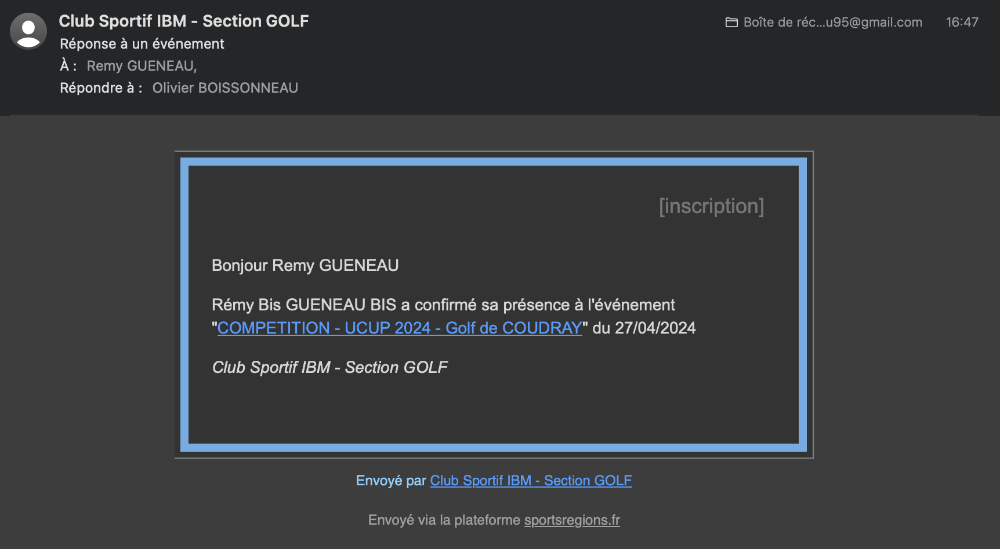 Club Sportif IBM - Section GOLF
Boîte de réc...u95@gmail.com 16:47
Réponse à un événement
À : Remy GUENEAU,
Répondre à : Olivier BOISSONNEAU
[inscription]
Bonjour Remy GUENEAU
Rémy Bis GUENEAU BIS a confirmé sa présence à l'événement
"COMPETITION - UCUP 2024 - Golf de COUDRAY" du 27/04/2024
Club Sportif IBM - Section GOLF
Envoyé par Club Sportif IBM - Section GOLF
Envoyé via la plateforme sportsregions.fr